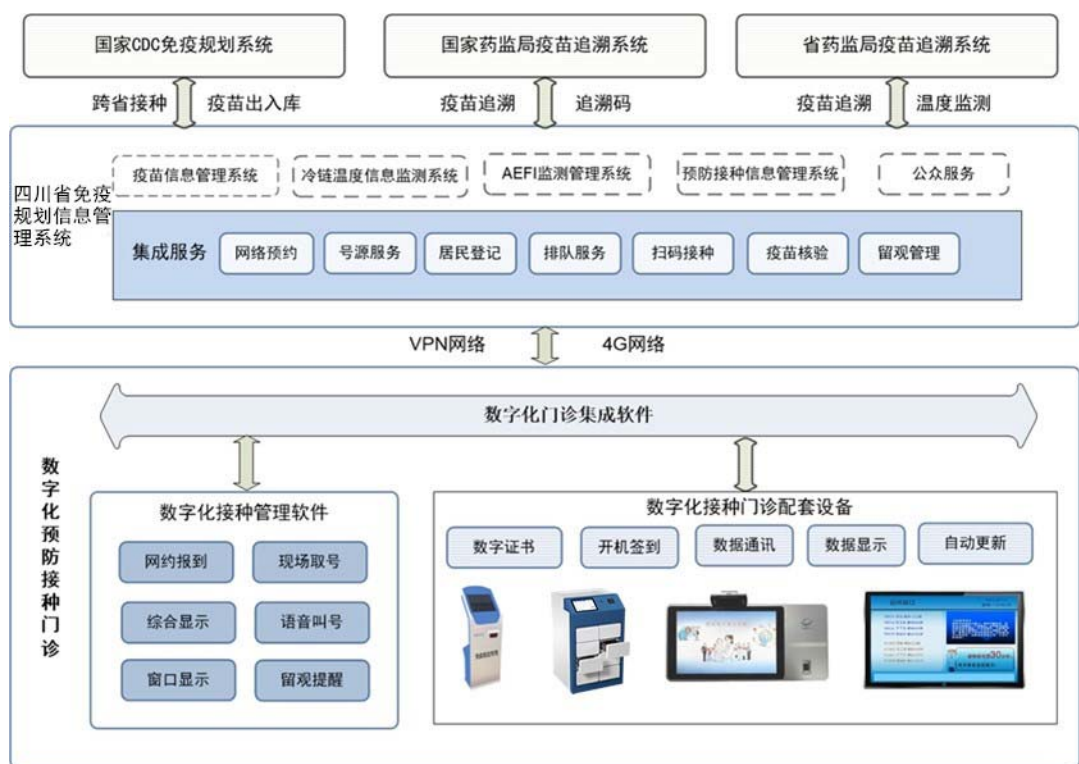 国家CDC免疫规划系统
国家药监局疫苗追溯系统
省药监局疫苗追溯系统
跨省接种
疫苗出入库
疫苗追溯
追溯码
疫苗追溯
温度监测
四川省免疫
规划信息管
理系统
疫苗信息管理系统
冷链温度信息监测系统
AEFI监测管理系统
预防接种信息管理系统
公众服务
集成服务
网络预约
号源服务
居民登记
排队服务
扫码接种
疫苗核验
留观管理
VPN网络
4G网络
数字化门诊集成软件
数字化预防接种门诊
数字化接种管理软件
网约报到
现场取号
综合显示
语音叫号
窗口显示
留观提醒
数字化接种门诊配套设备
数字证书
开机签到
数据通讯
数据显示
自动更新